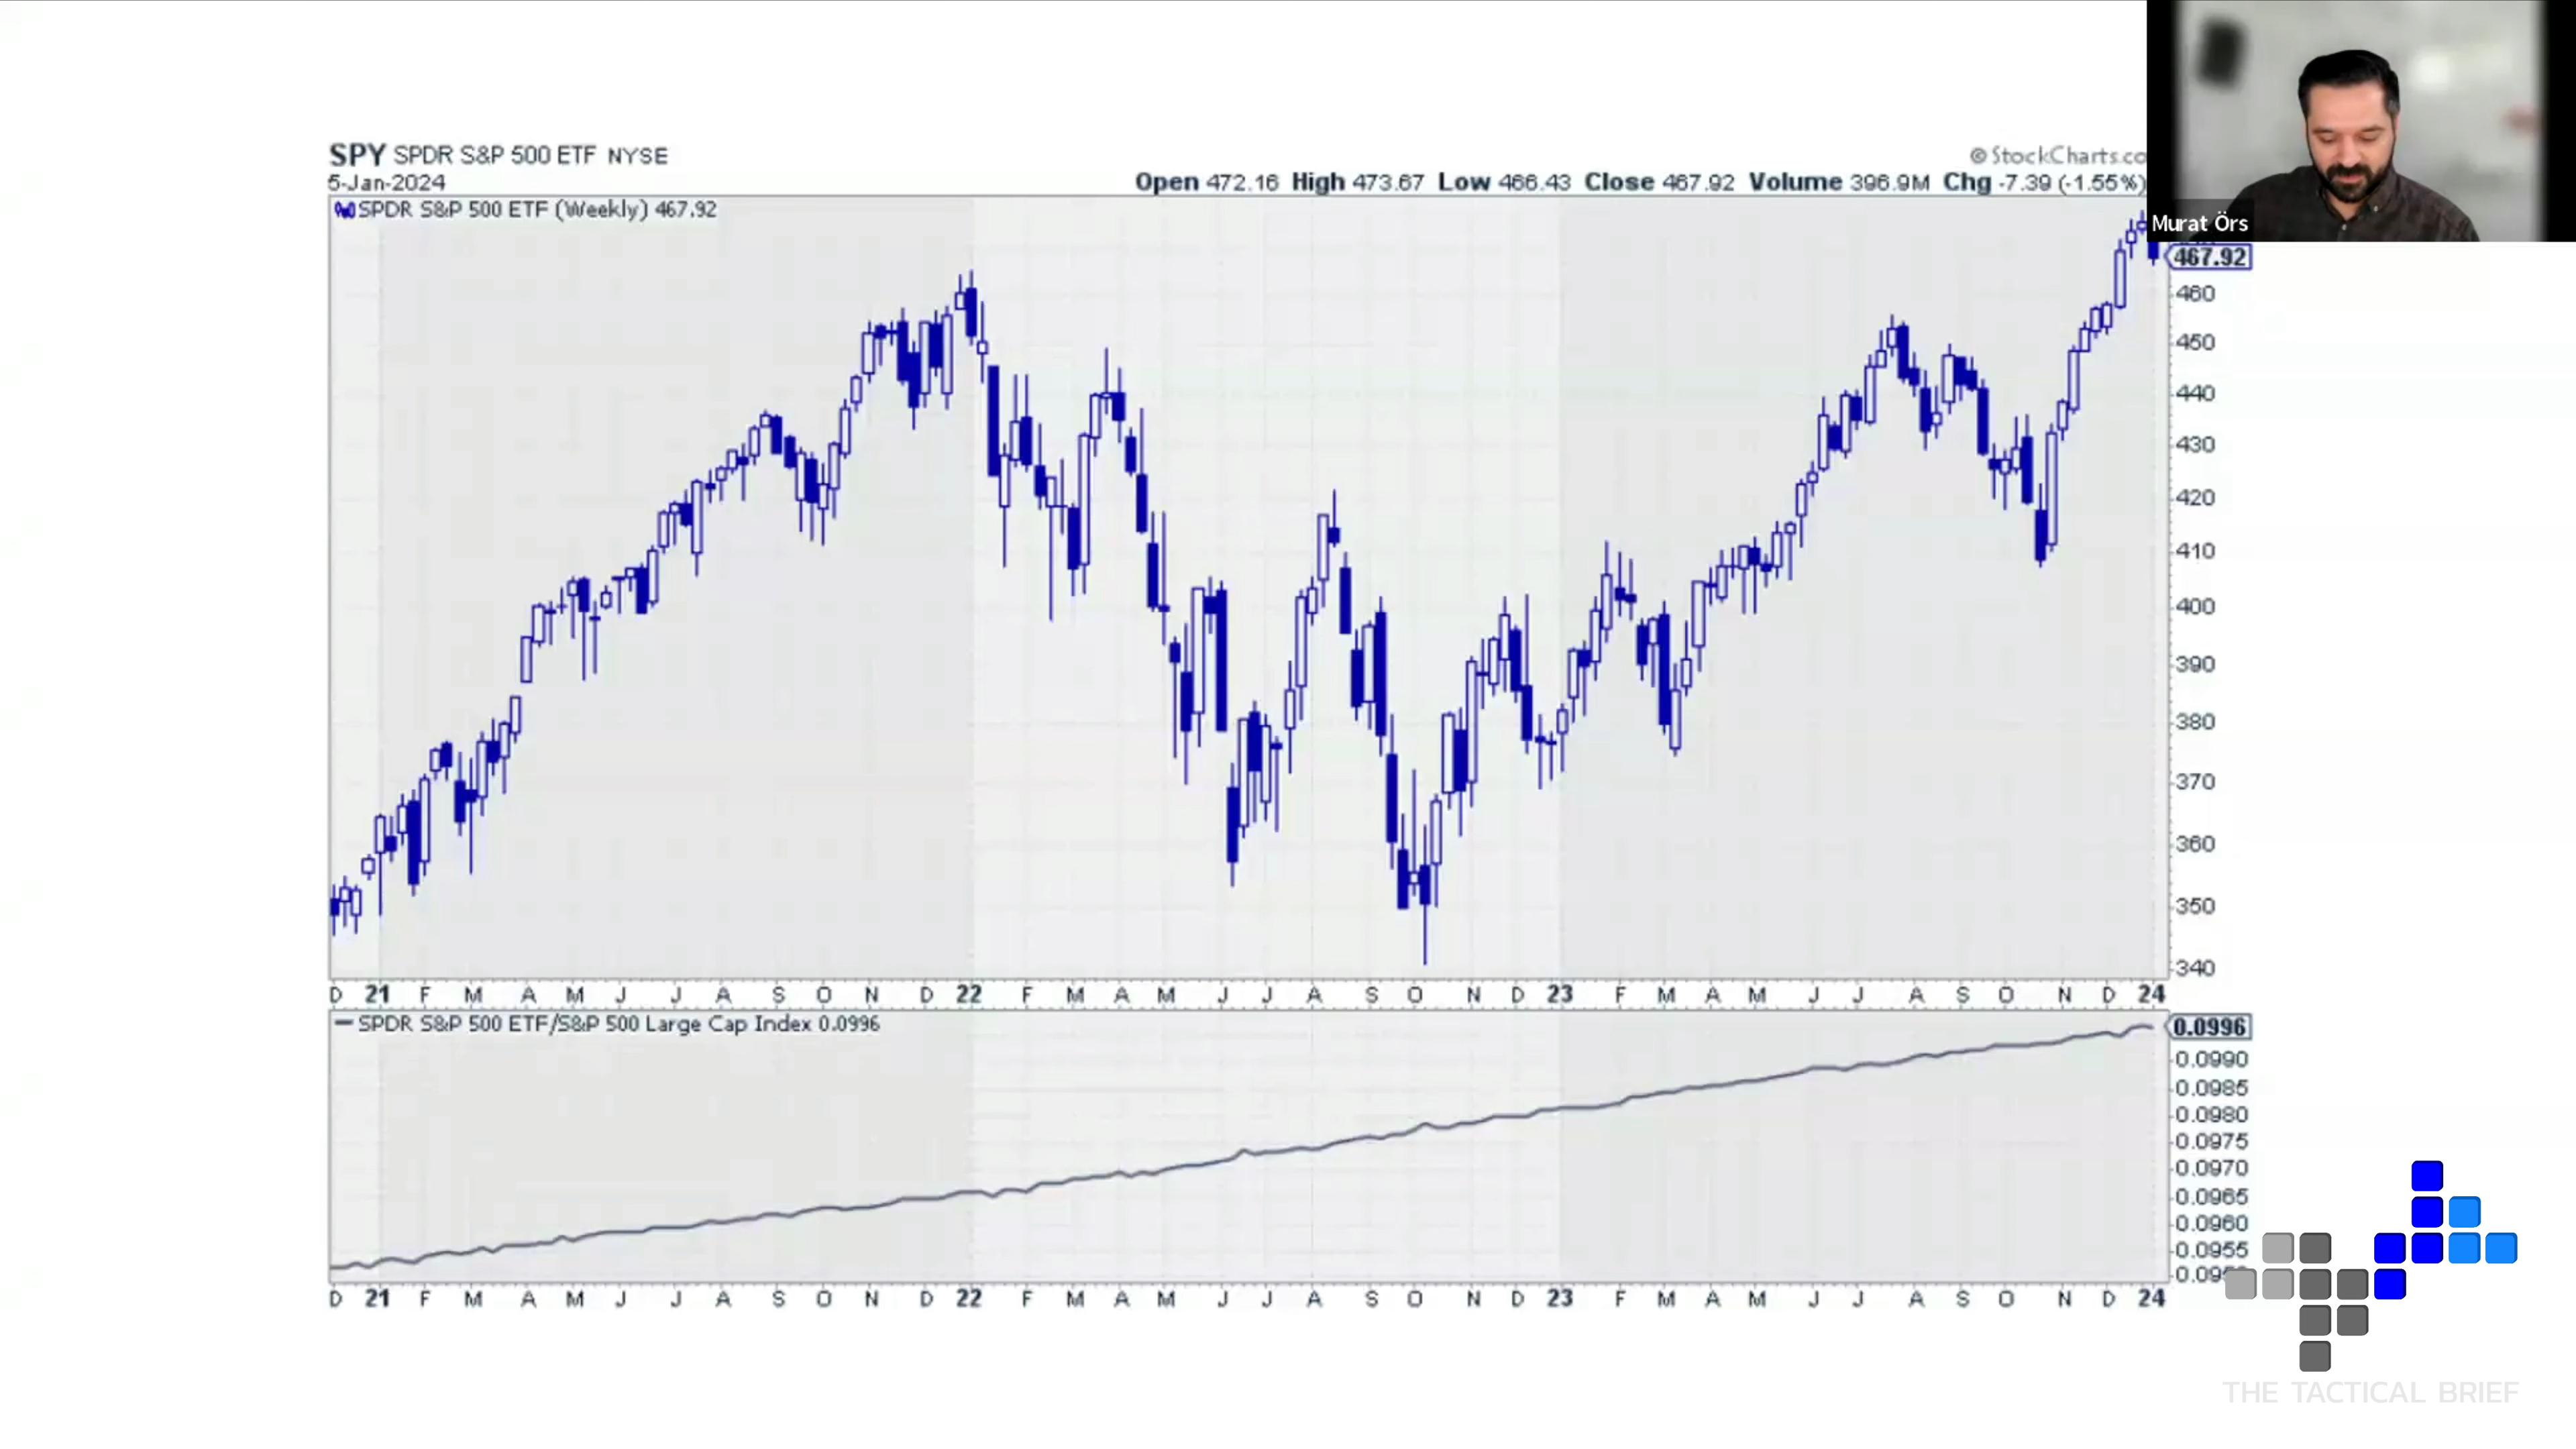 SPY SPDR S&P 500 ETF NYSE
© StockCharts.co
5-Jan-2024
Open 472.16 High 473.67 Low 466.43 Close 467.92 Volume 396.9M Chg -7.39 (-1.55%)
SPDR S&P 500 ETF (Weekly) 467.92
Murat Örs
467.92
460
450
440
430
420
410
400
390
380
370
360
350
340
D 21 F M A M J J A S O N D 22 F M A M J J A S O N D 23 F M A M J J A S O N D 24
SPDR S&P 500 ETF/S&P 500 Large Cap Index 0.0996
0.0996
0.0990
0.0985
0.0980
0.0975
0.0970
0.0965
0.0960
0.0955
D 21 F M A M J J A S O N D 22 F M A M J J A S O N D 23 F M A M J J A S O N D 24
THE TACTICAL BRIEF